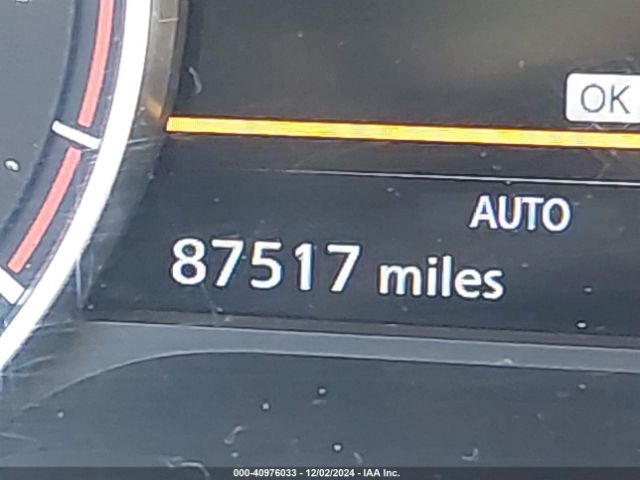 OK
AUTO
87517 miles
000-40976033 - 12/02/2024 - IAA Inc.